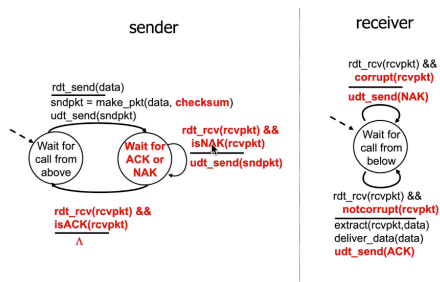 sender
rdt_send(data)
sndpkt = make_pkt(data, checksum)
udt_send(sndpkt)
Wait for
call from
above
Wait for
ACK or
NAK
rdt_rcv(rcvpkt) &&
isNAK(rcvpkt)
udt_send(sndpkt)
rdt_rcv(rcvpkt) &&
isACK(rcvpkt)
Λ
receiver
rdt_rcv(rcvpkt) &&
corrupt(rcvpkt)
udt_send(NAK)
Wait for
call from
below
rdt_rcv(rcvpkt) &&
notcorrupt(rcvpkt)
extract(rcvpkt,data)
deliver_data(data)
udt_send(ACK)